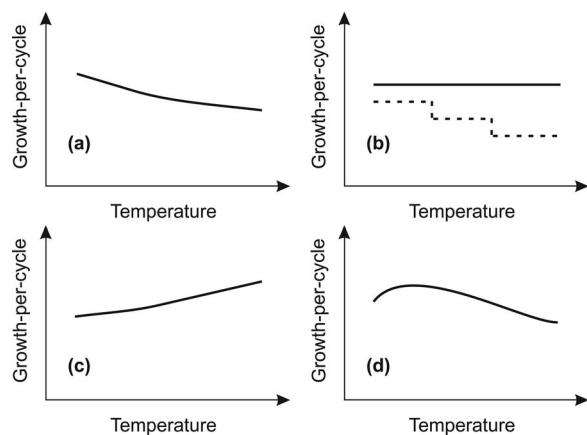 Growth-per-cycle
(a)
Temperature
Growth-per-cycle
(b)
Temperature
Growth-per-cycle
(c)
Temperature
Growth-per-cycle
(d)
Temperature